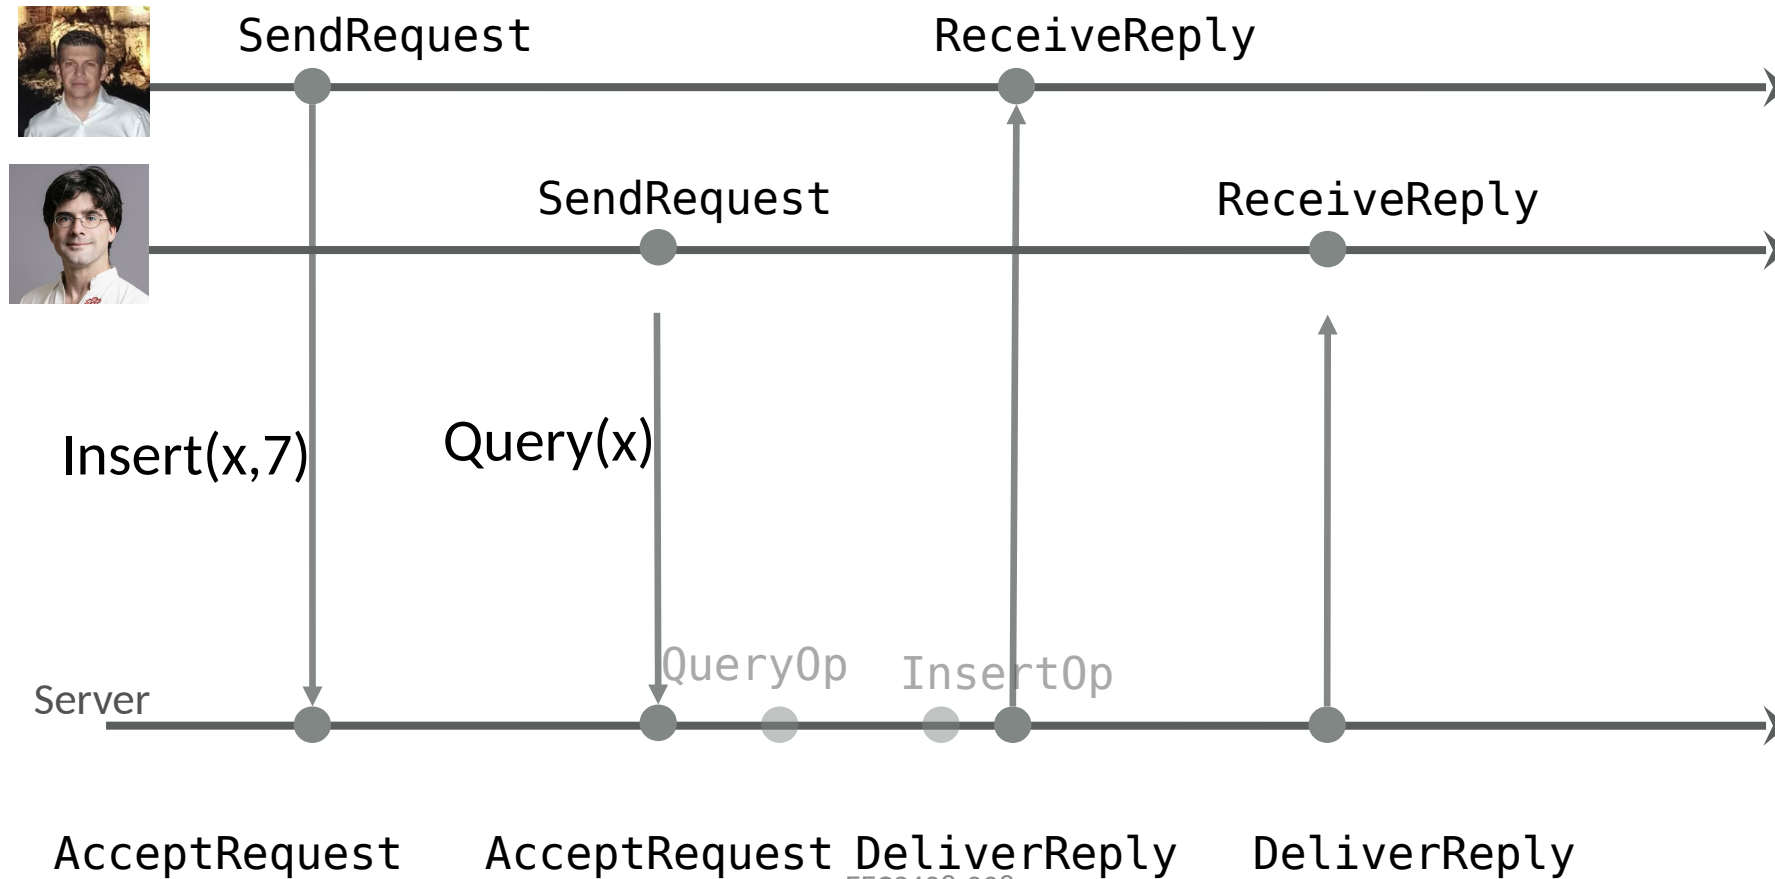 SendRequest
ReceiveReply
SendRequest
ReceiveReply
Insert(x,7)
Query(x)
QueryOp
InsertOp
Server
AcceptRequest
AcceptRequest
DeliverReply
DeliverReply